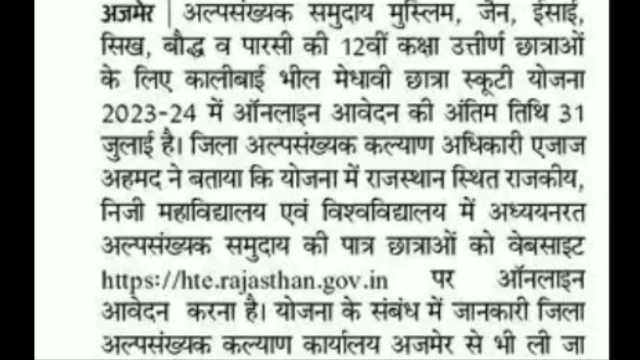 अजमेर | अल्पसंख्यक समुदाय मुस्लिम, जैन, ईसाई,
सिख, बौद्ध व पारसी की 12वीं कक्षा उत्तीर्ण छात्राओं
के लिए कालीबाई भील मेधावी छात्रा स्कूटी योजना
2023-24 में ऑनलाइन आवेदन की अंतिम तिथि 31
जुलाई है। जिला अल्पसंख्यक कल्याण अधिकारी एजाज
अहमद ने बताया कि योजना में राजस्थान स्थित राजकीय,
निजी महाविद्यालय एवं विश्वविद्यालय में अध्ययनरत
अल्पसंख्यक समुदाय की पात्र छात्राओं को वेबसाइट
https://hte.rajasthan.gov.in पर ऑनलाइन
आवेदन करना है। योजना के संबंध में जानकारी जिला
अल्पसंख्यक कल्याण कार्यालय अजमेर से भी ली जा